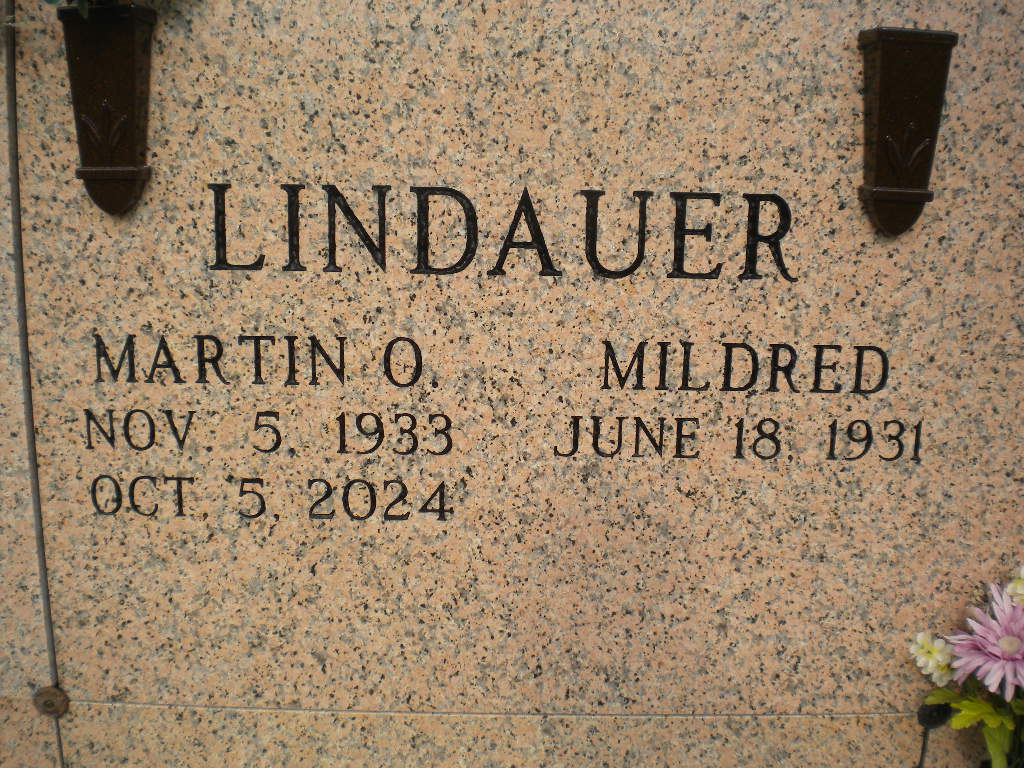 LINDAUER
MARTIN O. MILDRED
NOV. 5, 1933 JUNE 18, 1931
OCT. 5, 2024